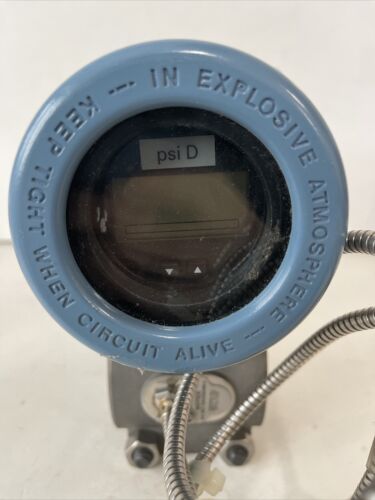 IN EXPLOSIVE ATMOSPHERE ---
KEEP TIGHT WHEN CIRCUIT ALIVE ---
psi D